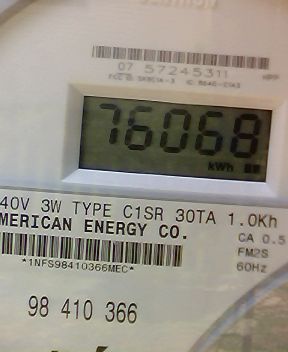 07 57245311
76068
kWh
40V 3W TYPE C1SR 30TA 1.0Kh
MERICAN ENERGY CO.
CA 0.5
FM2S
*1NFS98410366MEC*
60Hz
98 410 366